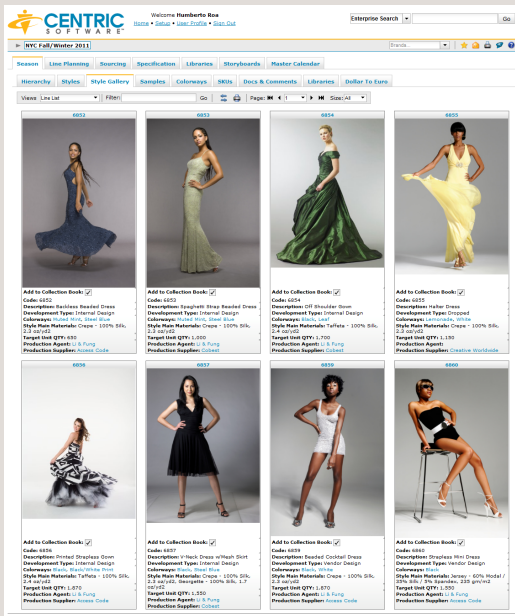 CENTRIC
SOFTWARE
Welcome Humberto Roa
Home • Setup • User Profile • Sign Out
Enterprise Search
Go
NYC Fall/Winter 2011
Brands...
Season Line Planning Sourcing Specification Libraries Storyboards Master Calendar
Hierarchy Styles Style Gallery Samples Colorways SKUs Docs & Comments Libraries Dollar To Euro
Views: Line List Filter: Go Page: 1 Size: All
6852
Add to Collection Book:
Code: 6852
Description: Backless Beaded Dress
Development Type: Internal Design
Colorways: Muted Mint, Steel Blue
Style Main Materials: Crepe - 100% Silk,
2.3 oz/yd2
Target Unit QTY: 650
Production Agent: Li & Fung
Production Supplier: Access Code
6853
Add to Collection Book:
Code: 6853
Description: Spaghetti Strap Beaded Dress
Development Type: Internal Design
Colorways: Muted Mint, Steel Blue
Style Main Materials: Crepe - 100% Silk,
2.3 oz/yd2
Target Unit QTY: 1,000
Production Agent: Li & Fung
Production Supplier: Cobest
6854
Add to Collection Book:
Code: 6854
Description: Off Shoulder Gown
Development Type: Internal Design
Colorways: Black, Leaf
Style Main Materials: Taffeta - 100% Silk,
2.4 oz/yd2
Target Unit QTY: 1,700
Production Agent: Li & Fung
Production Supplier: Cobest
6855
Add to Collection Book:
Code: 6855
Description: Halter Dress
Development Type: Dropped
Colorways: Lemonade, White
Style Main Materials: Crepe - 100% Silk,
2.3 oz/yd2
Target Unit QTY: 1,150
Production Agent: Li & Fung
Production Supplier: Creative Worldwide
6856
Add to Collection Book:
Code: 6856
Description: Printed Strapless Gown
Development Type: Internal Design
Colorways: Black, Black/White Print
Style Main Materials: Taffeta - 100% Silk,
2.4 oz/yd2
Target Unit QTY: 1,870
Production Agent: Li & Fung
Production Supplier: Access Code
6857
Add to Collection Book:
Code: 6857
Description: V-Neck Dress w/Mesh Skirt
Development Type: Internal Design
Colorways: Black, Steel Blue
Style Main Materials: Crepe - 100% Silk,
2.3 oz/yd2, Georgette - 100% Silk, 1.7
oz/yd2
Target Unit QTY: 1,550
Production Agent: Li & Fung
Production Supplier: Cobest
6859
Add to Collection Book:
Code: 6859
Description: Beaded Cocktail Dress
Development Type: Vendor Design
Colorways: Black, White
Style Main Materials: Crepe - 100% Silk,
2.3 oz/yd2
Target Unit QTY: 1,870
Production Agent: Li & Fung
Production Supplier: Access Code
6860
Add to Collection Book:
Code: 6860
Description: Strapless Mini Dress
Development Type: Vendor Design
Colorways: Black
Style Main Materials: Jersey - 60% Modal /
35% Silk / 5% Spandex, 235 gm/m2
Target Unit QTY: 1,550
Production Agent: Li & Fung
Production Supplier: Access Code